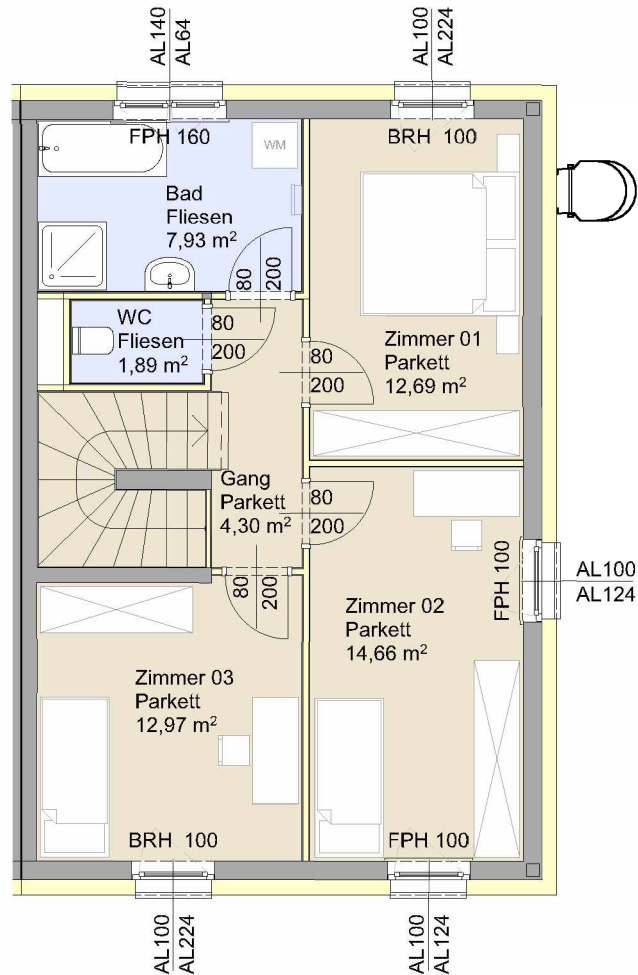 AL140
AL64
AL100
AL224
FPH 160
WM
BRH 100
Bad
Fliesen
7,93 m²
80
200
WC
Fliesen
1,89 m²
80
200
Zimmer 01
Parkett
12,69 m²
80
200
Gang
Parkett
4,30 m²
80
200
80
200
FPH 100
AL100
AL124
Zimmer 02
Parkett
14,66 m²
Zimmer 03
Parkett
12,97 m²
BRH 100
FPH 100
AL100
AL224
AL100
AL124